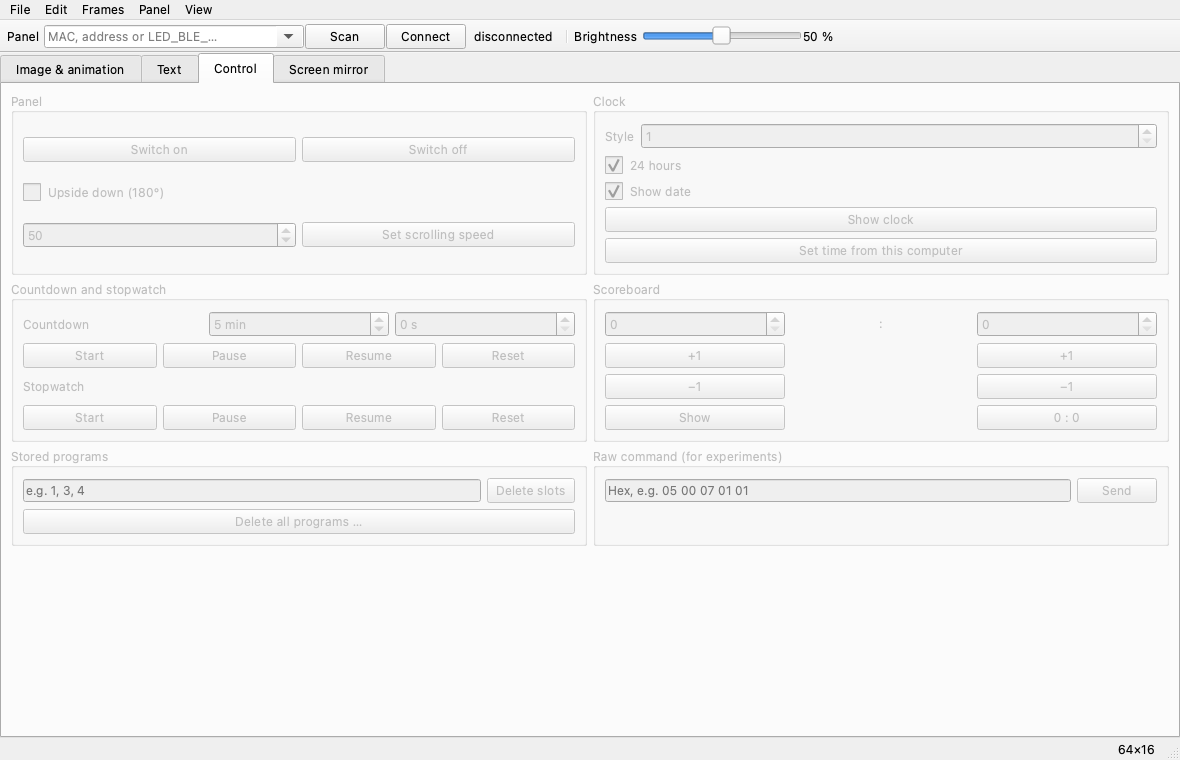 File Edit Frames Panel View
Panel MAC, address or LED_BLE_... Scan Connect disconnected Brightness 50 %
Image & animation Text Control Screen mirror
Panel
Switch on Switch off
Upside down (180°)
50 Set scrolling speed
Clock
Style 1
24 hours
Show date
Show clock
Set time from this computer
Countdown and stopwatch
Countdown 5 min 0 s
Start Pause Resume Reset
Stopwatch
Start Pause Resume Reset
Scoreboard
0 : 0
+1 +1
−1 −1
Show 0 : 0
Stored programs
e.g. 1, 3, 4 Delete slots
Delete all programs ...
Raw command (for experiments)
Hex, e.g. 05 00 07 01 01 Send
64×16